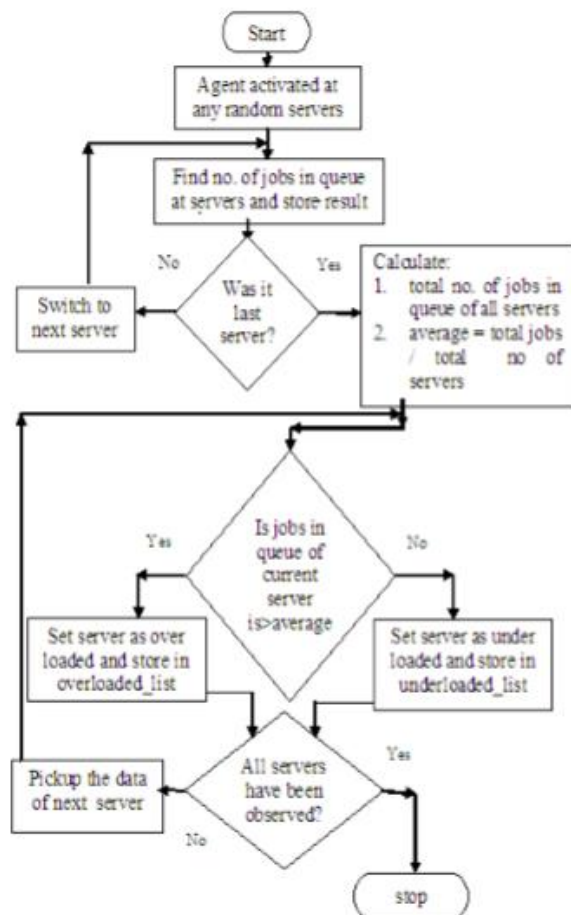 Start
Agent activated at
any random servers
Find no. of jobs in queue
at servers and store result
No
Yes
Was it
last
server?
Switch to
next server
Calculate:
1. total no. of jobs in
queue of all servers
2. average = total jobs
/ total no of
servers
Is jobs in
queue of
current
server
is>average
Yes
No
Set server as over
loaded and store in
overloaded_list
Set server as under
loaded and store in
underloaded_list
All servers
have been
observed?
Yes
No
Pickup the data
of next server
stop